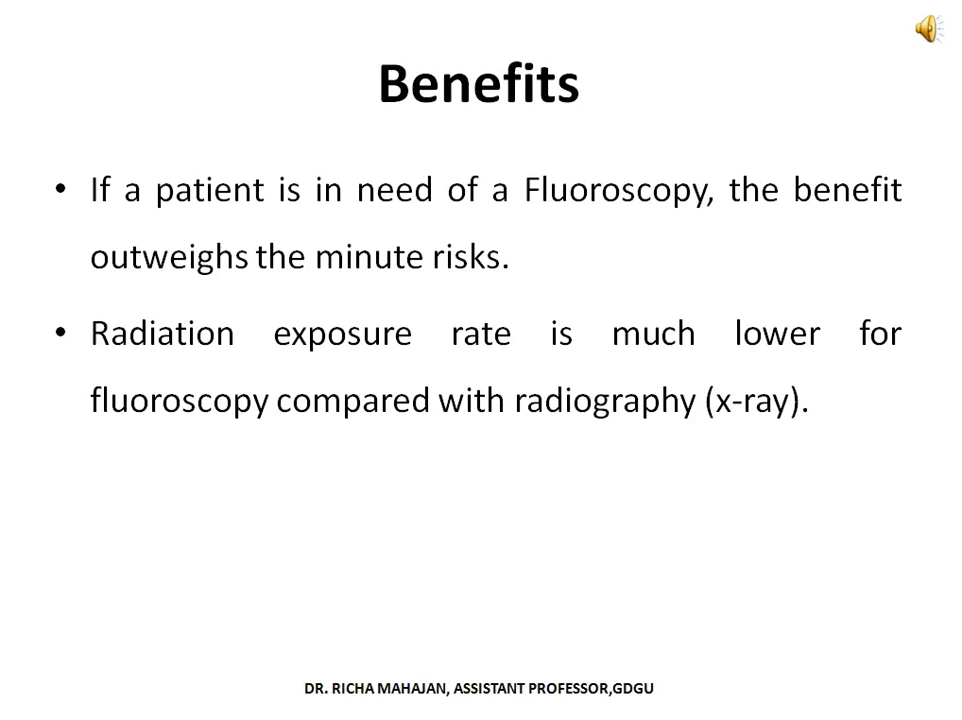 Benefits
• If a patient is in need of a Fluoroscopy, the benefit
outweighs the minute risks.
• Radiation exposure rate is much lower for
fluoroscopy compared with radiography (x-ray).
DR. RICHA MAHAJAN, ASSISTANT PROFESSOR,GDGU